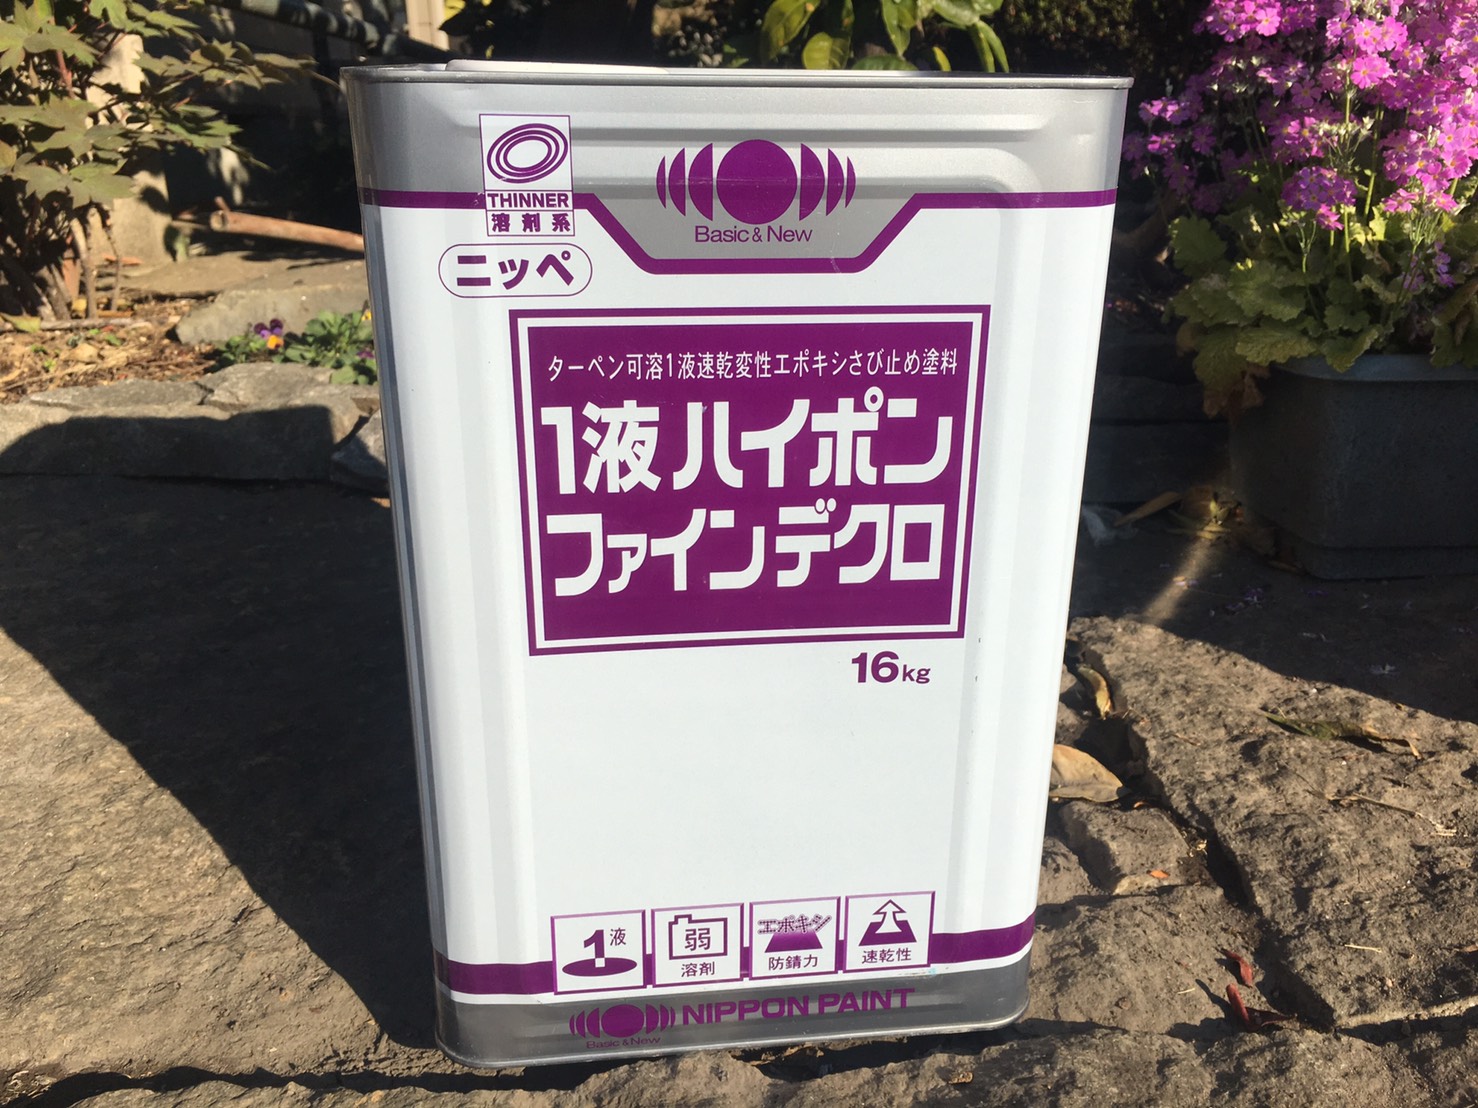 THINNER
溶剤系
Basic & New
ニッペ
ターペン可溶1液速乾変性エポキシさび止め塗料
1液ハイポン
ファインデクロ
16kg
1液
弱
溶剤
エポキシ
防錆力
速乾性
NIPPON PAINT
Basic & New